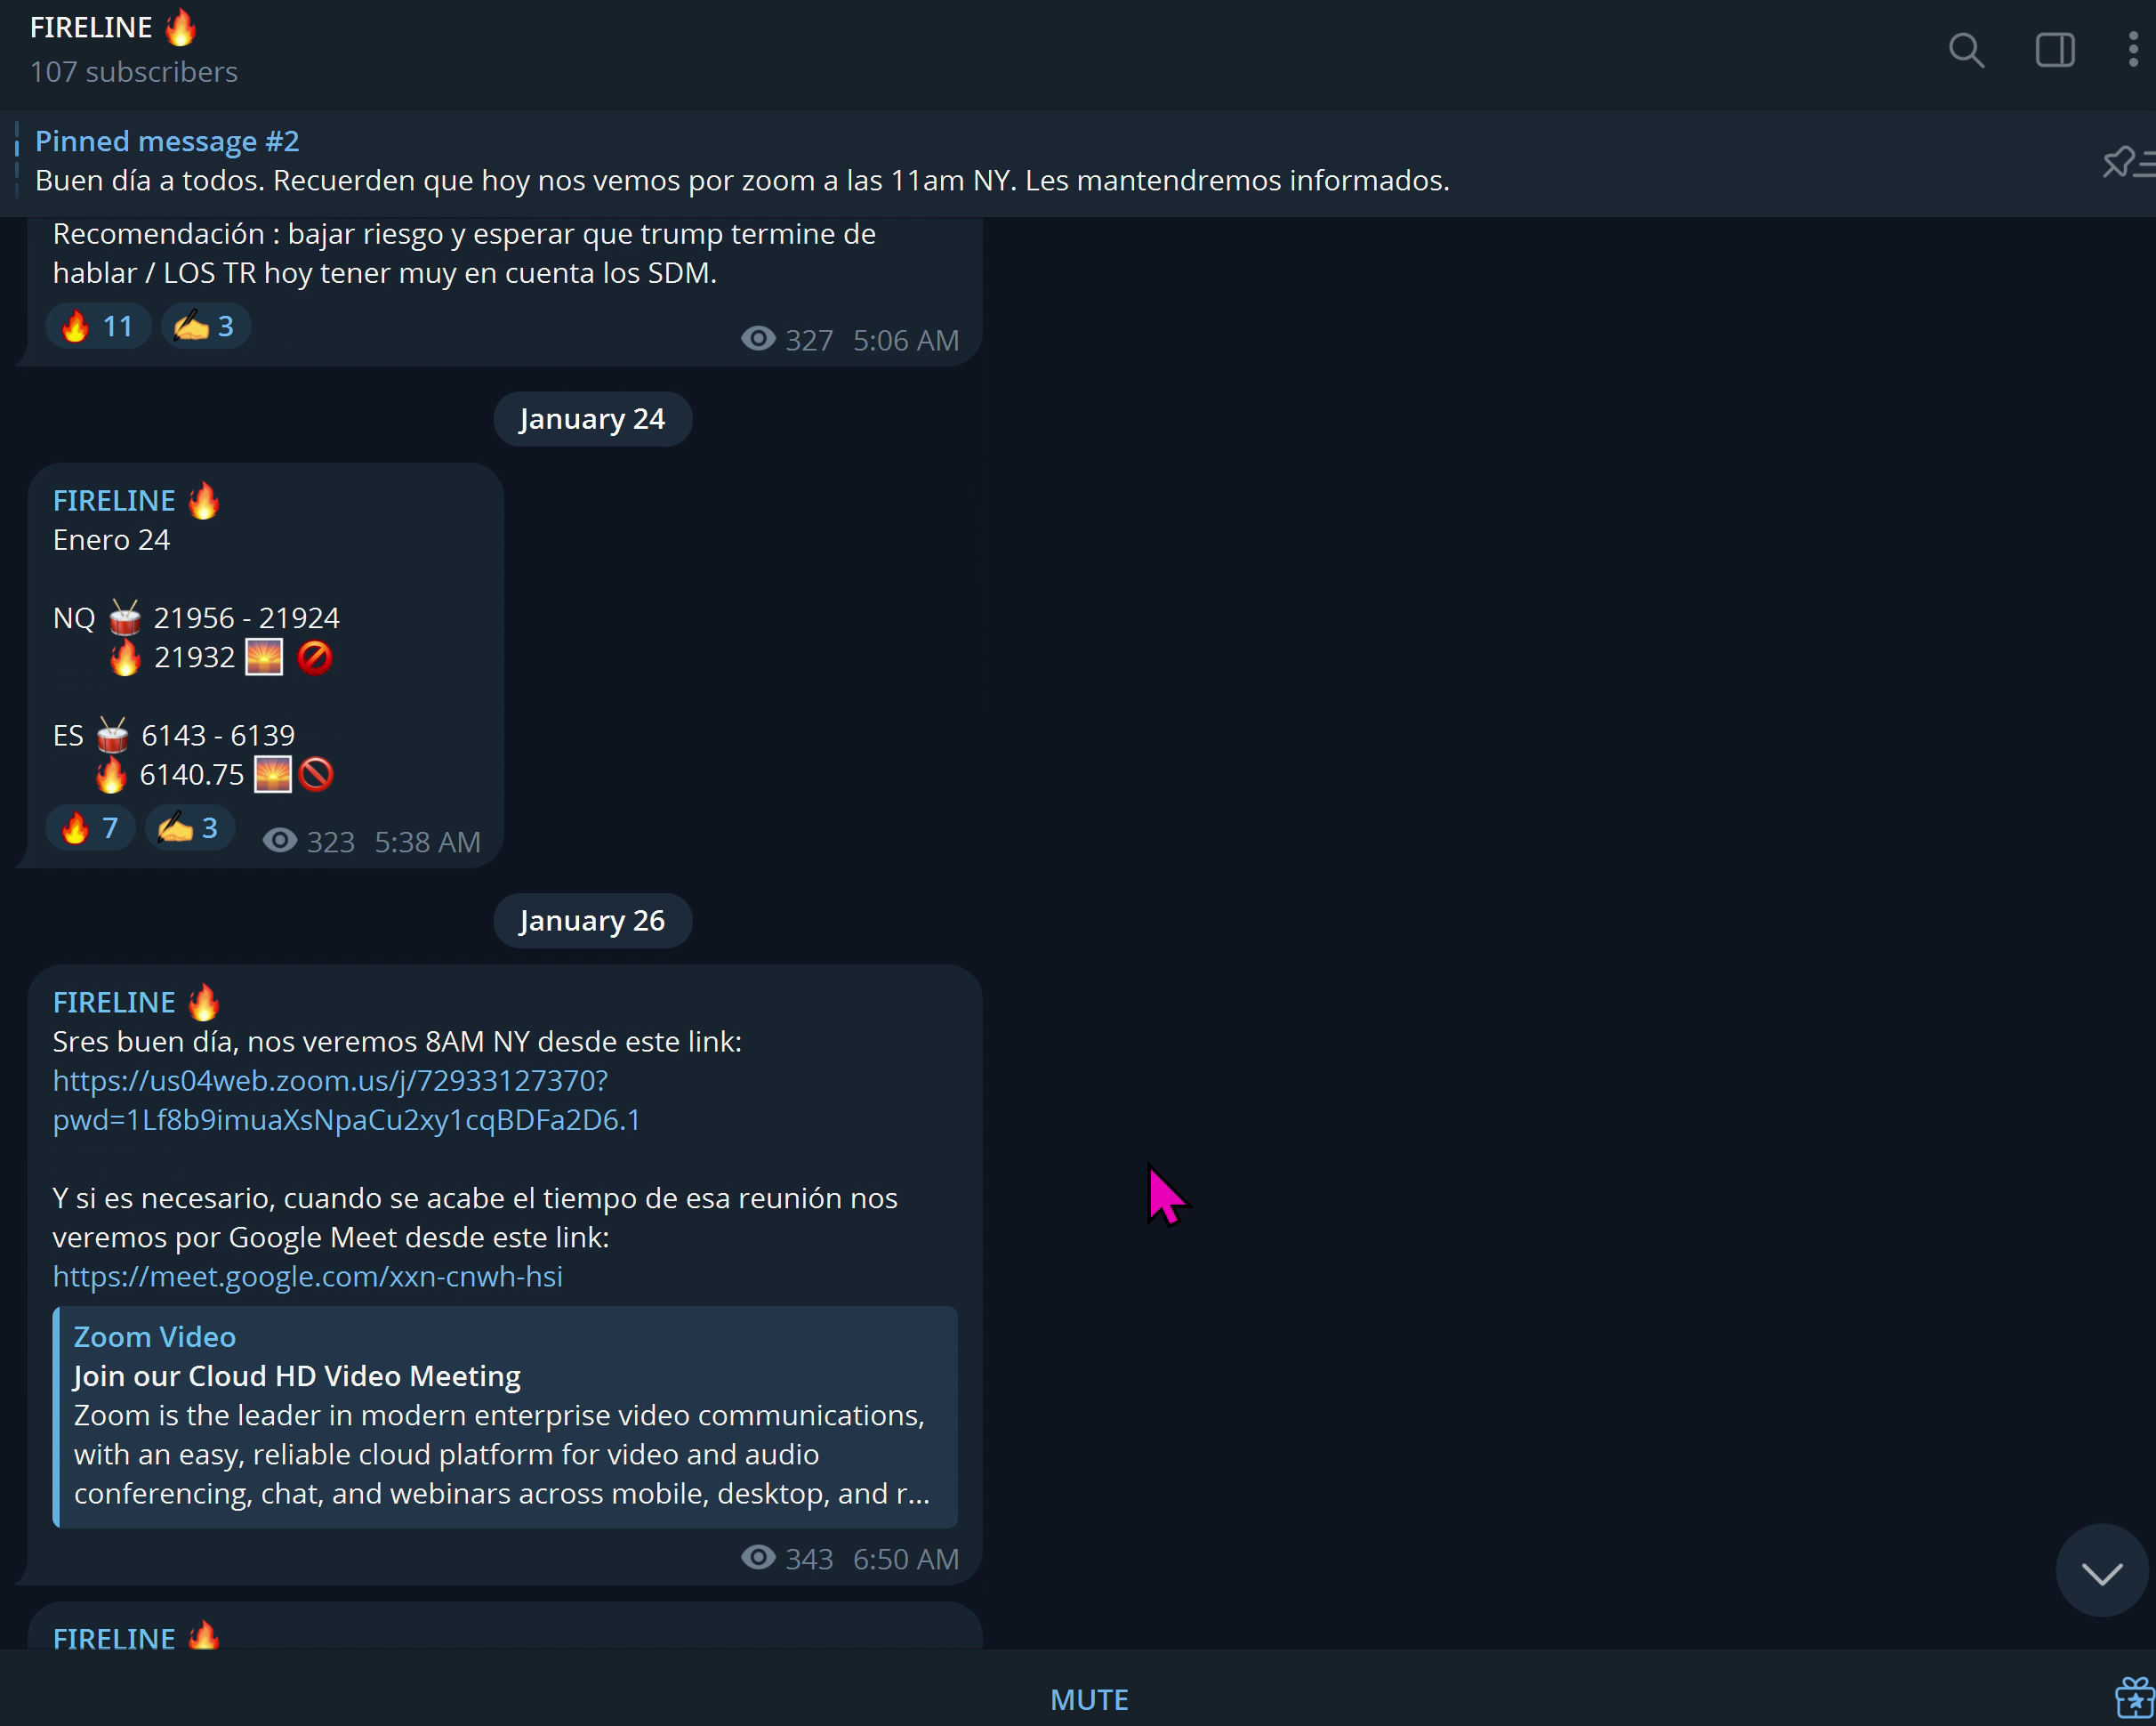 FIRELINE 🔥
107 subscribers
Pinned message #2
Buen día a todos. Recuerden que hoy nos vemos por zoom a las 11am NY. Les mantendremos informados.
Recomendación : bajar riesgo y esperar que trump termine de
hablar / LOS TR hoy tener muy en cuenta los SDM.
🔥 11 ✍️ 3 327 5:06 AM
January 24
FIRELINE 🔥
Enero 24
NQ 🥁 21956 - 21924
🔥 21932 🌅 🚫
ES 🥁 6143 - 6139
🔥 6140.75 🌅🚫
🔥 7 ✍️ 3 323 5:38 AM
January 26
FIRELINE 🔥
Sres buen día, nos veremos 8AM NY desde este link:
https://us04web.zoom.us/j/72933127370?
pwd=1Lf8b9imuaXsNpaCu2xy1cqBDFa2D6.1
Y si es necesario, cuando se acabe el tiempo de esa reunión nos
veremos por Google Meet desde este link:
https://meet.google.com/xxn-cnwh-hsi
Zoom Video
Join our Cloud HD Video Meeting
Zoom is the leader in modern enterprise video communications,
with an easy, reliable cloud platform for video and audio
conferencing, chat, and webinars across mobile, desktop, and r...
343 6:50 AM
FIRELINE 🔥
MUTE